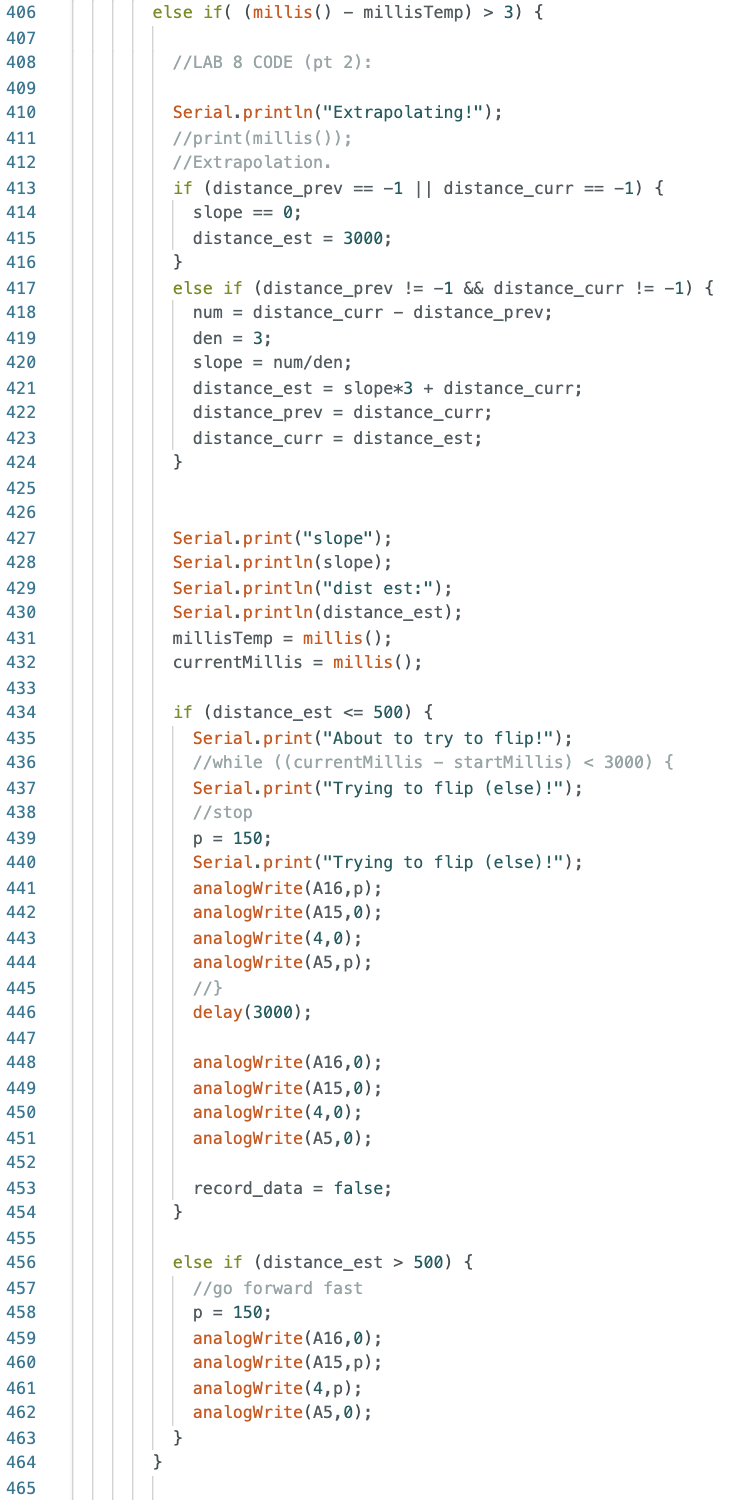 406 else if( (millis() - millisTemp) > 3) {
407
408 //LAB 8 CODE (pt 2):
409
410 Serial.println("Extrapolating!");
411 //print(millis());
412 //Extrapolation.
413 if (distance_prev == -1 || distance_curr == -1) {
414 slope == 0;
415 distance_est = 3000;
416 }
417 else if (distance_prev != -1 && distance_curr != -1) {
418 num = distance_curr - distance_prev;
419 den = 3;
420 slope = num/den;
421 distance_est = slope*3 + distance_curr;
422 distance_prev = distance_curr;
423 distance_curr = distance_est;
424 }
425
426
427 Serial.print("slope");
428 Serial.println(slope);
429 Serial.println("dist est:");
430 Serial.println(distance_est);
431 millisTemp = millis();
432 currentMillis = millis();
433
434 if (distance_est <= 500) {
435 Serial.print("About to try to flip!");
436 //while ((currentMillis - startMillis) < 3000) {
437 Serial.print("Trying to flip (else)!");
438 //stop
439 p = 150;
440 Serial.print("Trying to flip (else)!");
441 analogWrite(A16,p);
442 analogWrite(A15,0);
443 analogWrite(4,0);
444 analogWrite(A5,p);
445 //}
446 delay(3000);
447
448 analogWrite(A16,0);
449 analogWrite(A15,0);
450 analogWrite(4,0);
451 analogWrite(A5,0);
452
453 record_data = false;
454 }
455
456 else if (distance_est > 500) {
457 //go forward fast
458 p = 150;
459 analogWrite(A16,0);
460 analogWrite(A15,p);
461 analogWrite(4,p);
462 analogWrite(A5,0);
463 }
464 }
465